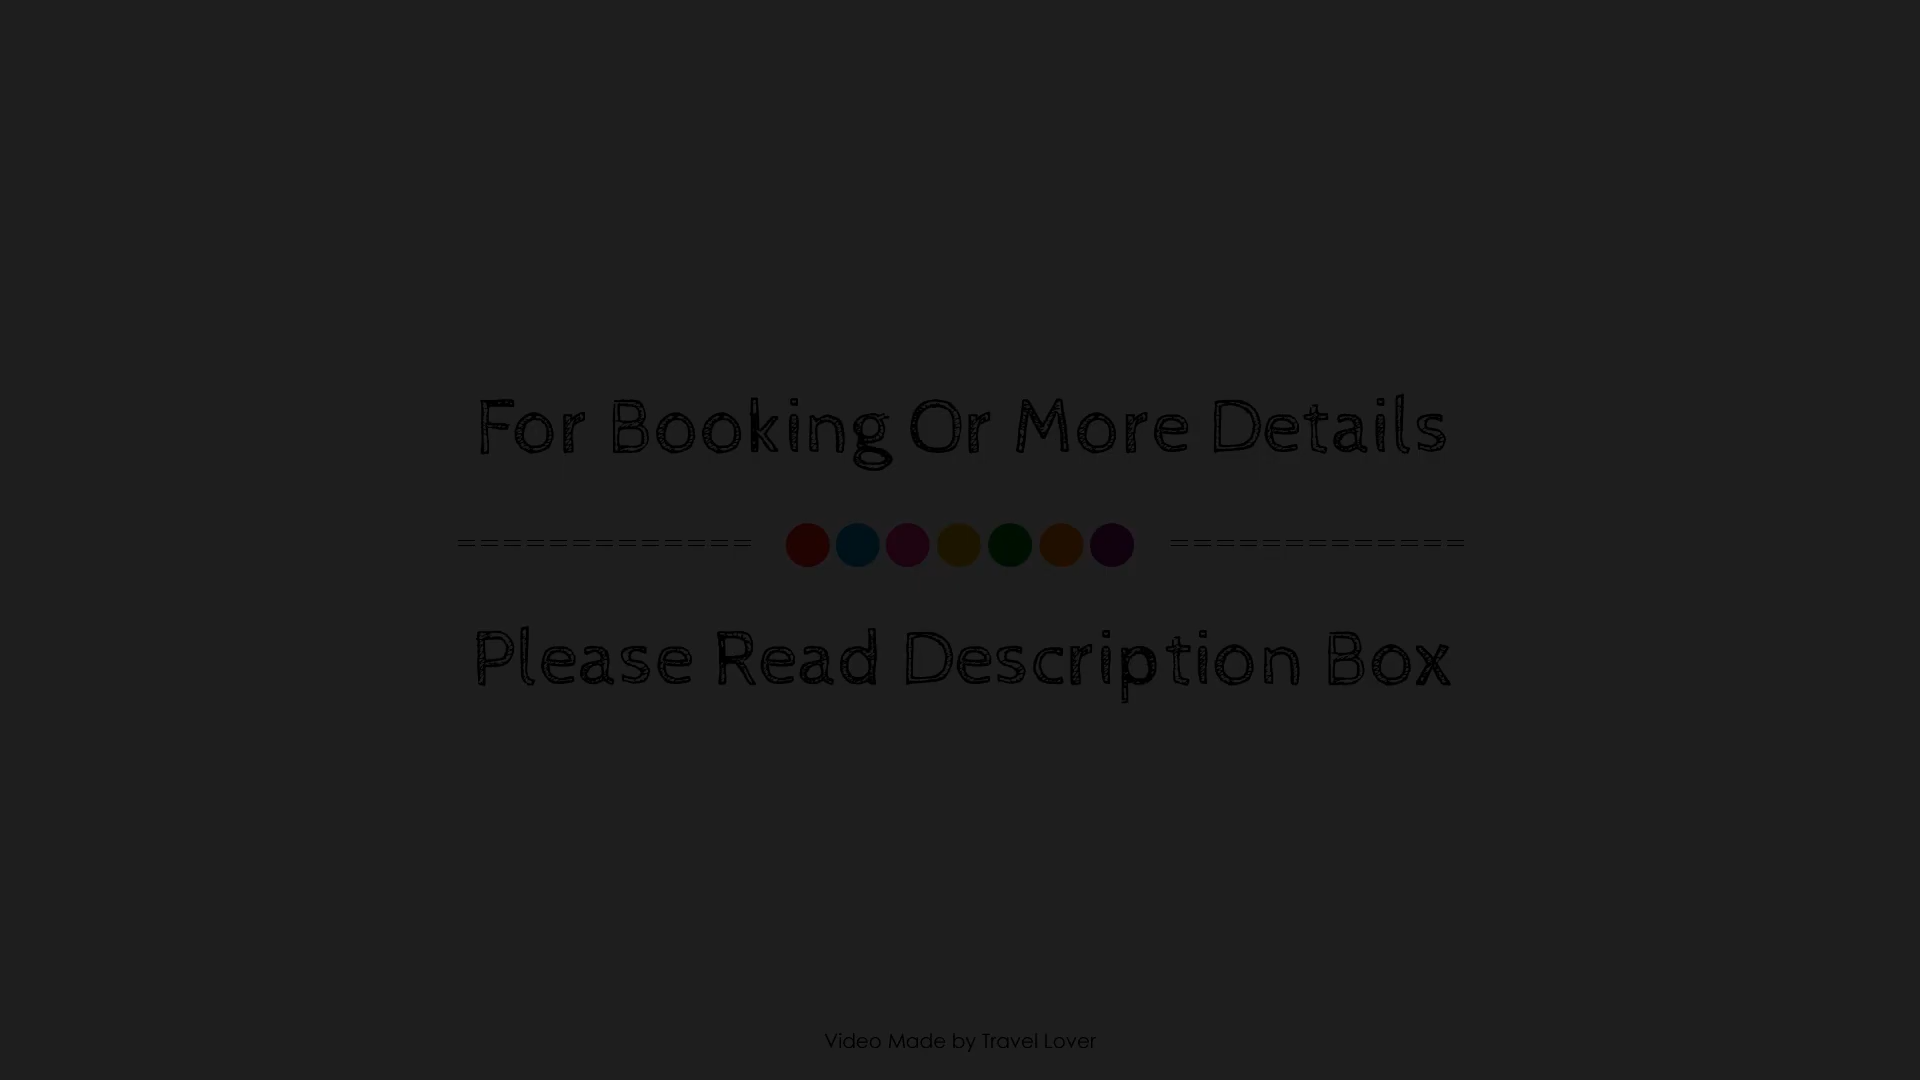 For Booking Or More Details
============= =============
Please Read Description Box
Video Made by Travel Lover